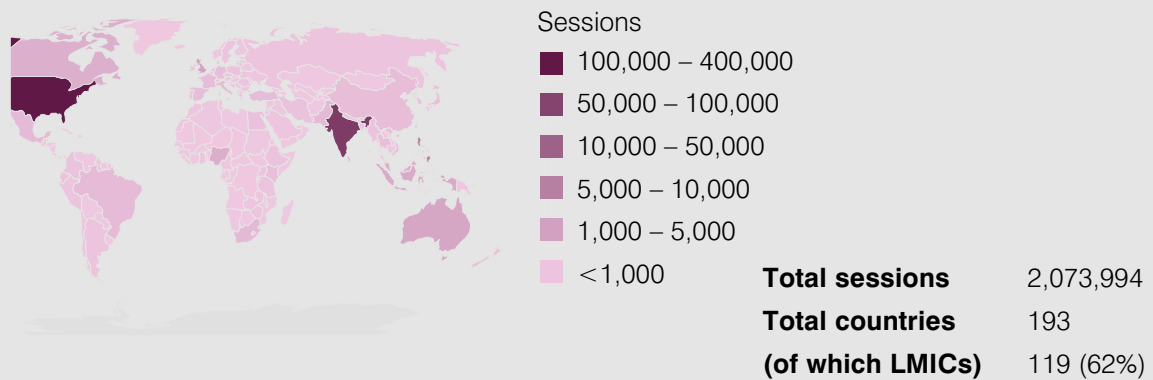 Sessions
100,000 – 400,000
50,000 – 100,000
10,000 – 50,000
5,000 – 10,000
1,000 – 5,000
<1,000
Total sessions 2,073,994
Total countries 193
(of which LMICs) 119 (62%)